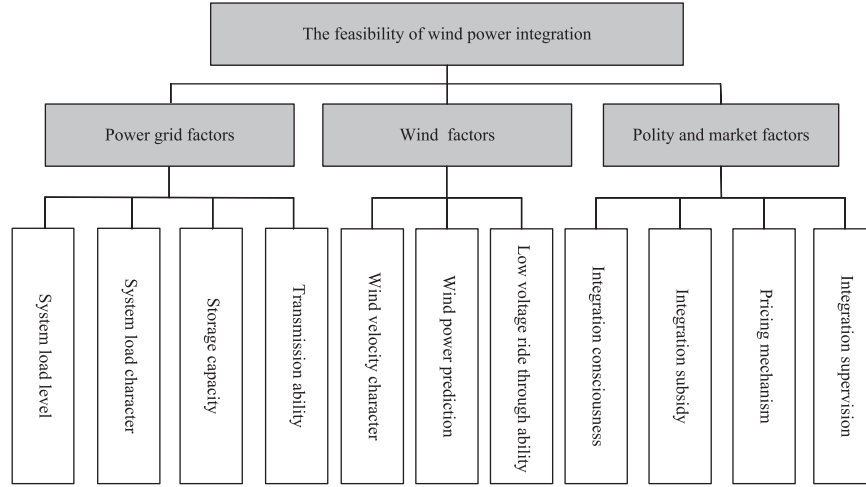 The feasibility of wind power integration
Power grid factors
Wind factors
Polity and market factors
System load level
System load character
Storage capacity
Transmission ability
Wind velocity character
Wind power prediction
Low voltage ride through ability
Integration consciousness
Integration subsidy
Pricing mechanism
Integration supervision